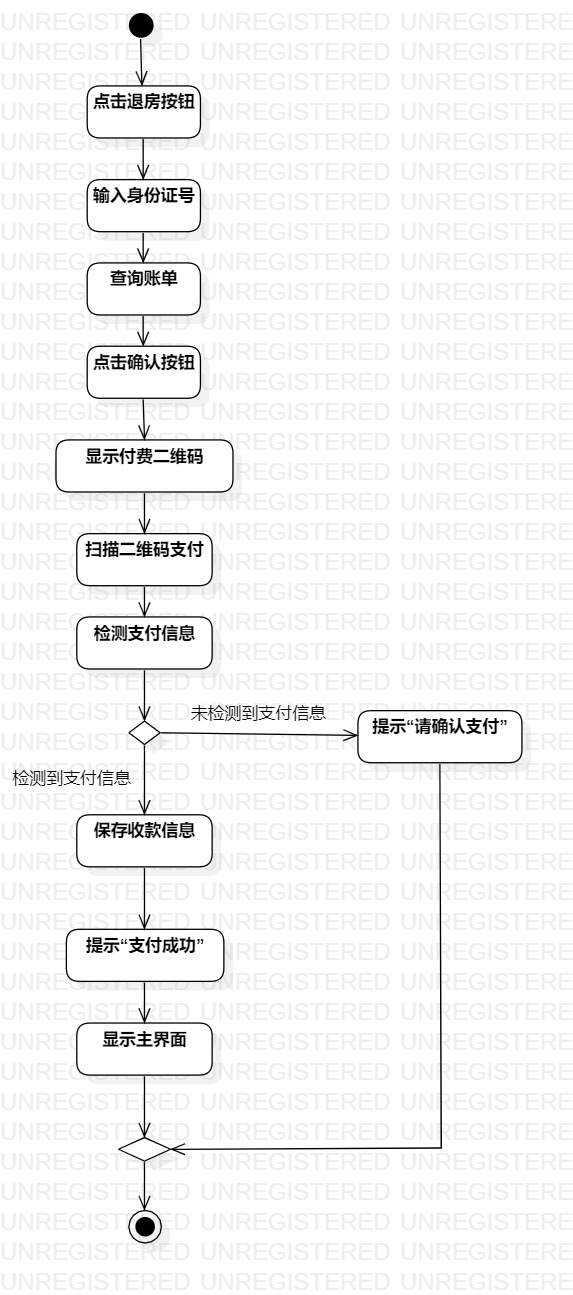 点击退房按钮
输入身份证号
查询账单
点击确认按钮
显示付费二维码
扫描二维码支付
检测支付信息
未检测到支付信息
提示“请确认支付”
检测到支付信息
保存收款信息
提示“支付成功”
显示主界面
UNREGISTERED